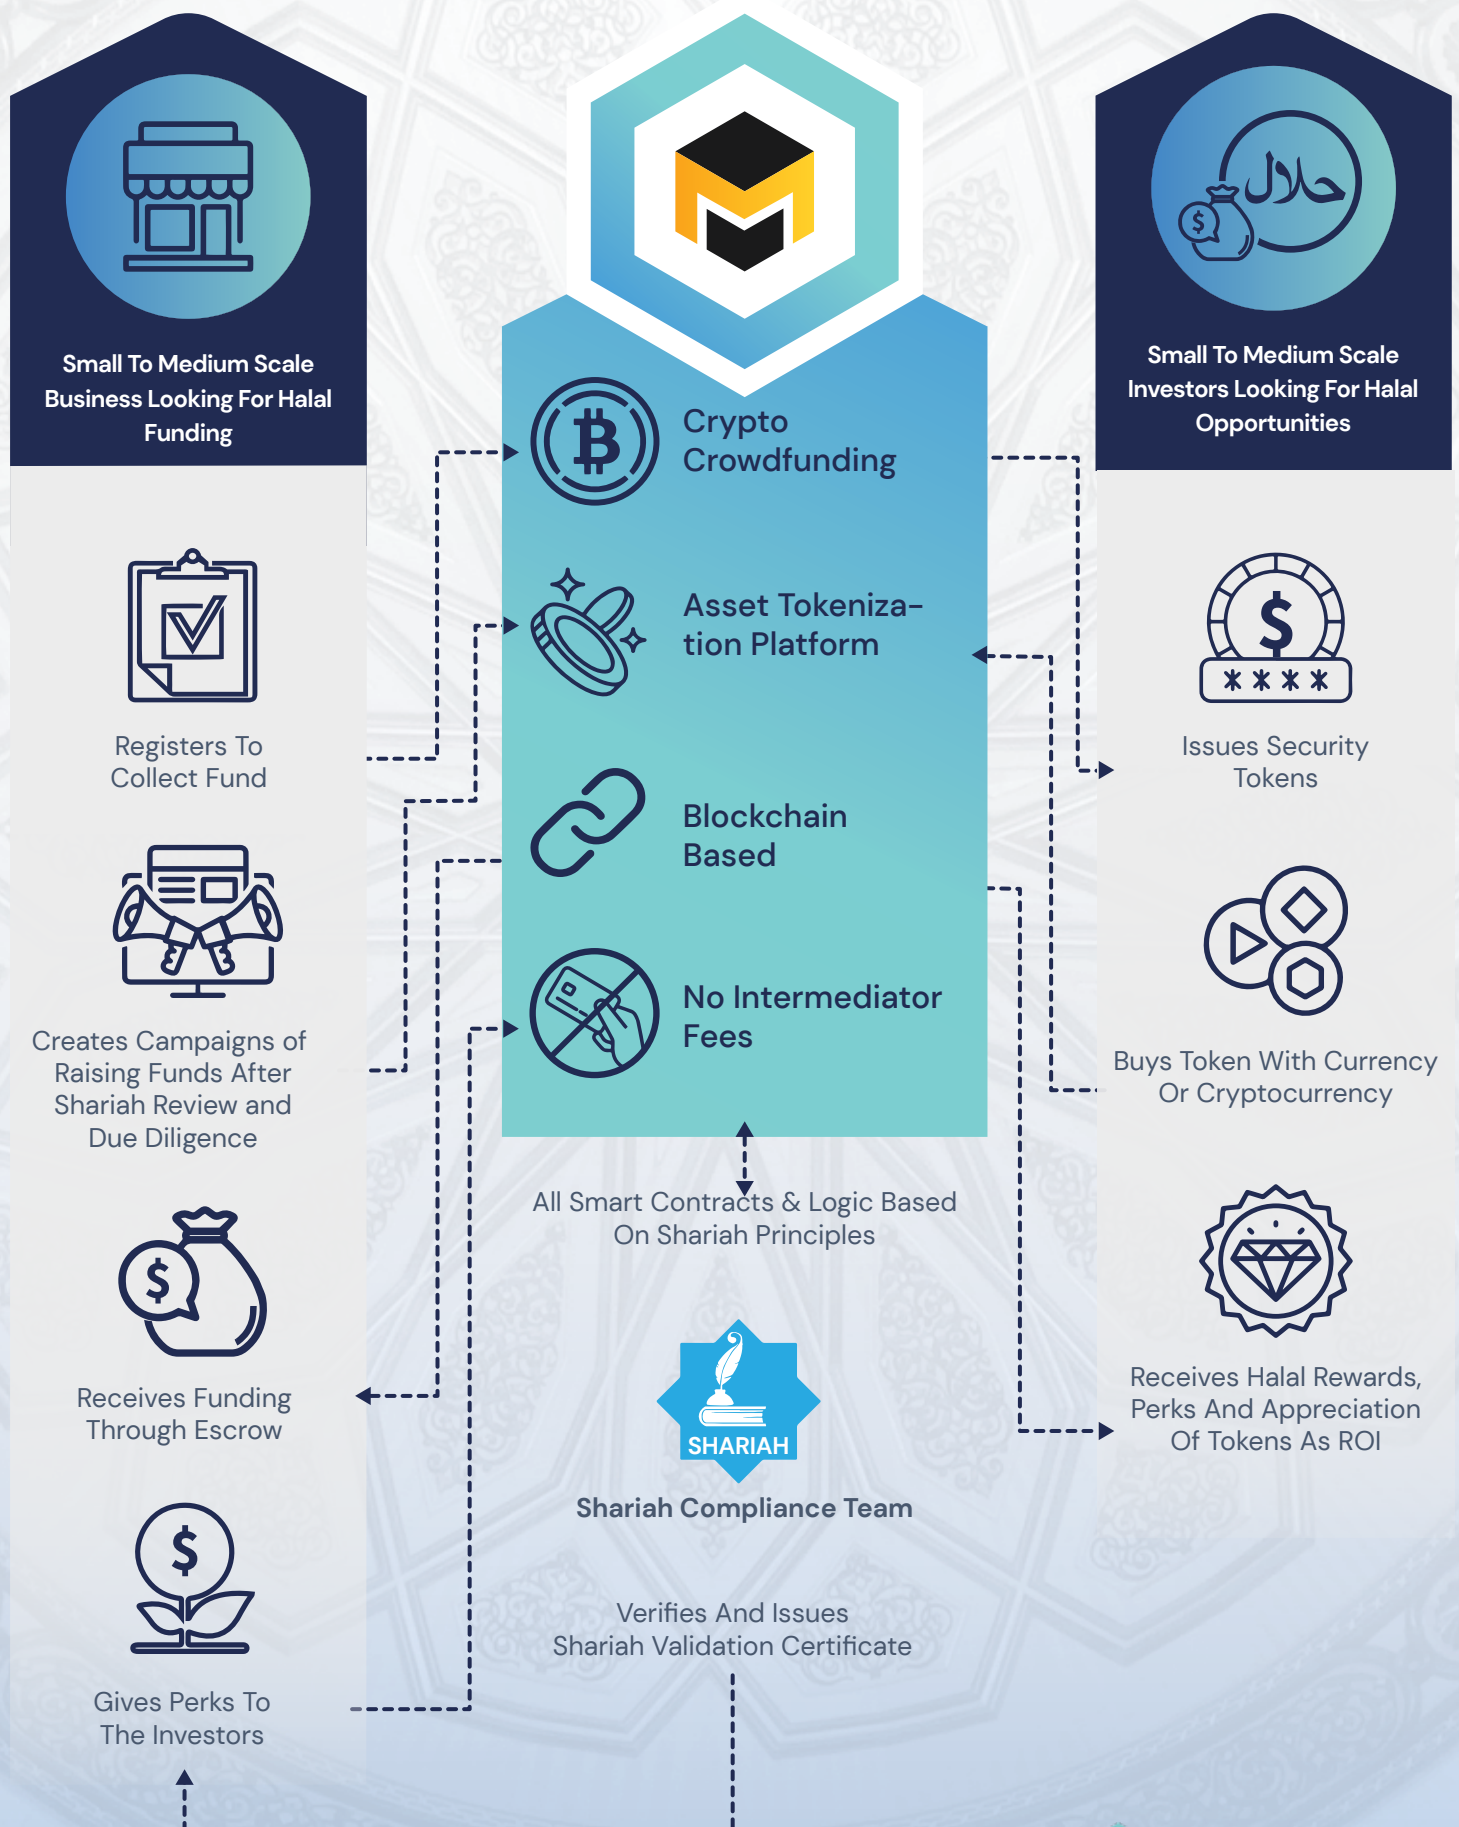 Small To Medium Scale
Business Looking For Halal
Funding
Registers To
Collect Fund
Creates Campaigns of
Raising Funds After
Shariah Review and
Due Diligence
$
Receives Funding
Through Escrow
$
Gives Perks To
The Investors
Crypto
Crowdfunding
Asset Tokeniza-
tion Platform
Blockchain
Based
No Intermediator
Fees
All Smart Contracts & Logic Based
On Shariah Principles
SHARIAH
Shariah Compliance Team
Verifies And Issues
Shariah Validation Certificate
حلال
$
Small To Medium Scale
Investors Looking For Halal
Opportunities
$
****
Issues Security
Tokens
Buys Token With Currency
Or Cryptocurrency
Receives Halal Rewards,
Perks And Appreciation
Of Tokens As ROI